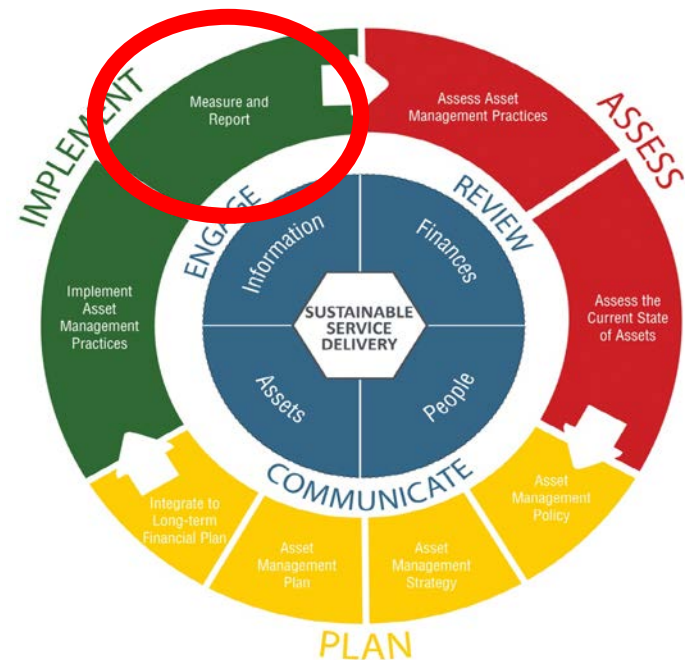 IMPLEMENT
Measure and
Report
Implement
Asset
Management
Practices
ASSESS
Assess Asset
Management Practices
Assess the
Current State
of Assets
PLAN
Asset
Management
Policy
Asset
Management
Strategy
Asset
Management
Plan
Integrate to
Long-term
Financial Plan
ENGAGE
REVIEW
COMMUNICATE
Information
Finances
Assets
People
SUSTAINABLE
SERVICE
DELIVERY